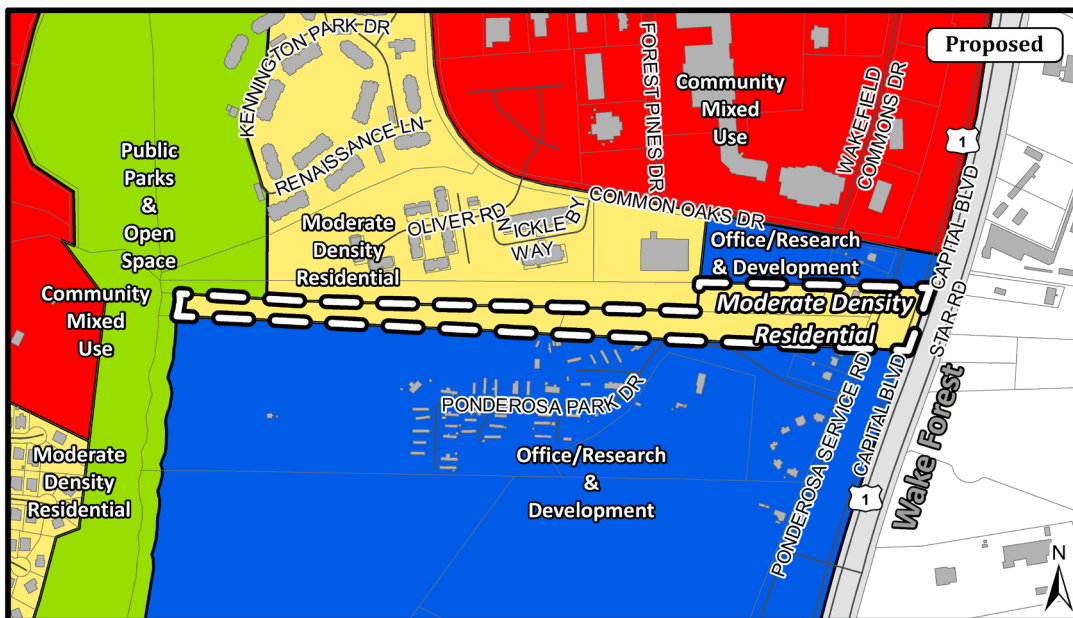 Proposed
KENNINGTON PARK DR
FOREST PINES DR
Community
Mixed
Use
WAKEFIELD
COMMONS DR
1
CAPITAL BLVD
Public
Parks
&
Open
Space
RENAISSANCE LN
Moderate
Density
Residential
OLIVER RD
NICKLEBY
WAY
COMMON OAKS DR
Office/Research
& Development
STAR RD
Community
Mixed
Use
Moderate Density
Residential
PONDEROSA PARK DR
PONDEROSA SERVICE RD
CAPITAL BLVD
Wake Forest
Moderate
Density
Residential
Office/Research
&
Development
1
N